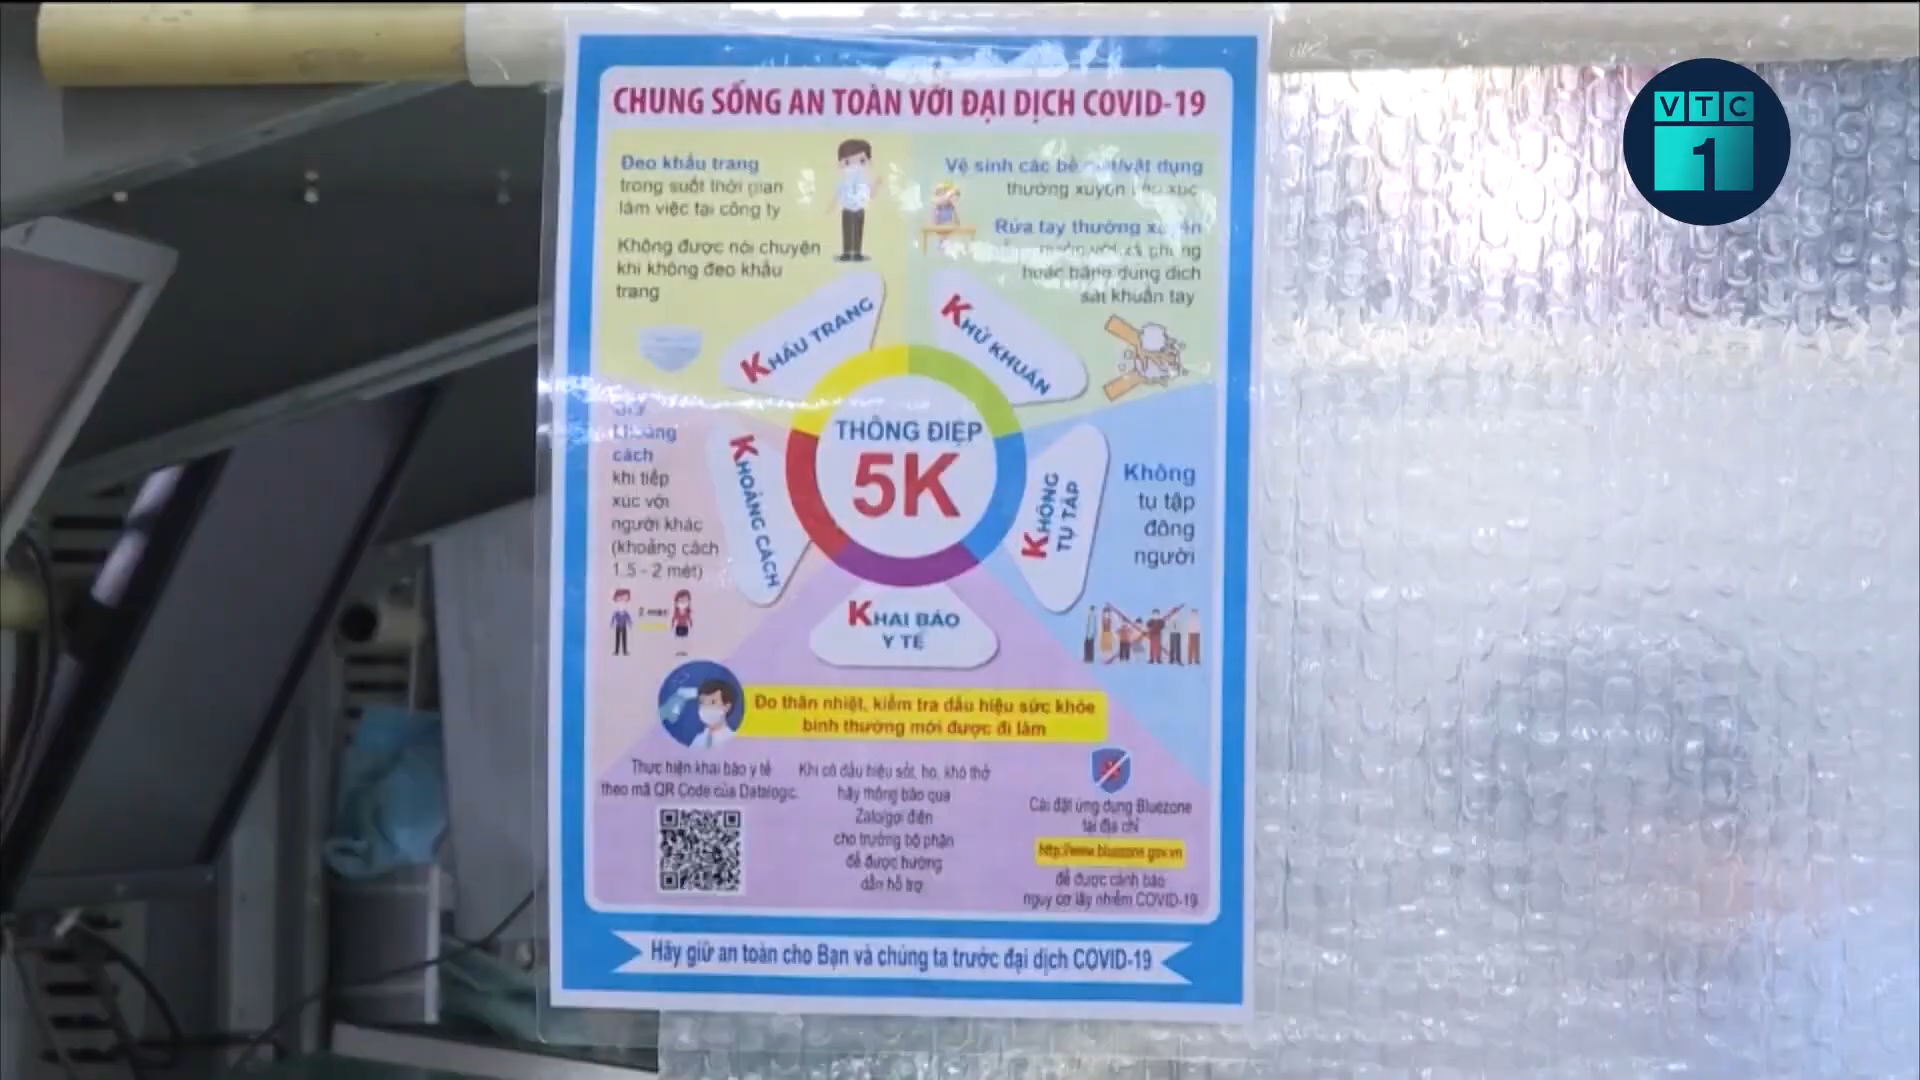 CHUNG SỐNG AN TOÀN VỚI ĐẠI DỊCH COVID-19
VTC
1
Đeo khẩu trang
trong suốt thời gian
làm việc tại công ty
Không được nói chuyện
khi không đeo khẩu
trang
Vệ sinh các bề
thường xuyên
Rửa tay thường xuyên
hoặc bằng dung dịch
sát khuẩn tay
KHẨU TRANG
KHỬ KHUẨN
THÔNG ĐIỆP
5K
cách
khi tiếp
xúc với
người khác
(khoảng cách
1.5 - 2 mét)
KHOẢNG CÁCH
KHÔNG
TỤ TẬP
Không
tụ tập
đông
người
KHAI BÁO
Y TẾ
Đo thân nhiệt, kiểm tra dấu hiệu sức khỏe
bình thường mới được đi làm
Thực hiện khai báo y tế
theo mã QR Code của Datalogic.
Khi có dấu hiệu sốt, ho, khó thở
hãy thông báo qua
Zalo/gọi điện
cho trưởng bộ phận
để được hướng
dẫn hỗ trợ
Cài đặt ứng dụng Bluezone
tại địa chỉ
http://www.bluezone.gov.vn
để được cảnh báo
nguy cơ lây nhiễm COVID-19
Hãy giữ an toàn cho Bạn và chúng ta trước đại dịch COVID-19